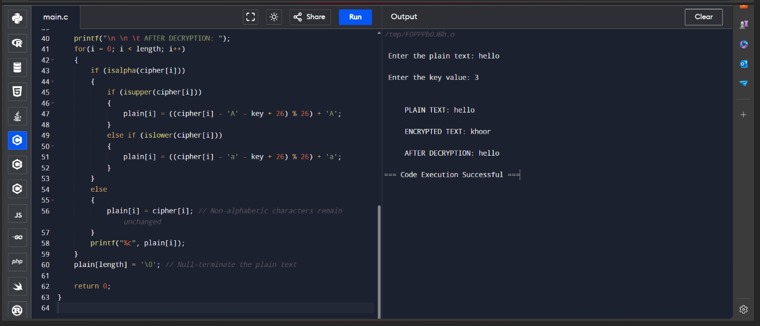 main.c
Share
Run
Output
Clear
40 printf("\n \n \t AFTER DECRYPTION: ");
41 for(i = 0; i < length; i++)
42 {
43 if (isalpha(cipher[i]))
44 {
45 if (isupper(cipher[i]))
46 {
47 plain[i] = ((cipher[i] - 'A' - key + 26) % 26) + 'A';
48 }
49 else if (islower(cipher[i]))
50 {
51 plain[i] = ((cipher[i] - 'a' - key + 26) % 26) + 'a';
52 }
53 }
54 else
55 {
56 plain[i] = cipher[i]; // Non-alphabetic characters remain
unchanged
57 }
58 printf("%c", plain[i]);
59 }
60 plain[length] = '\0'; // Null-terminate the plain text
61
62 return 0;
63 }
64
Enter the plain text: hello
Enter the key value: 3
PLAIN TEXT: hello
ENCRYPTED TEXT: khoor
AFTER DECRYPTION: hello
=== Code Execution Successful ===
JS
php